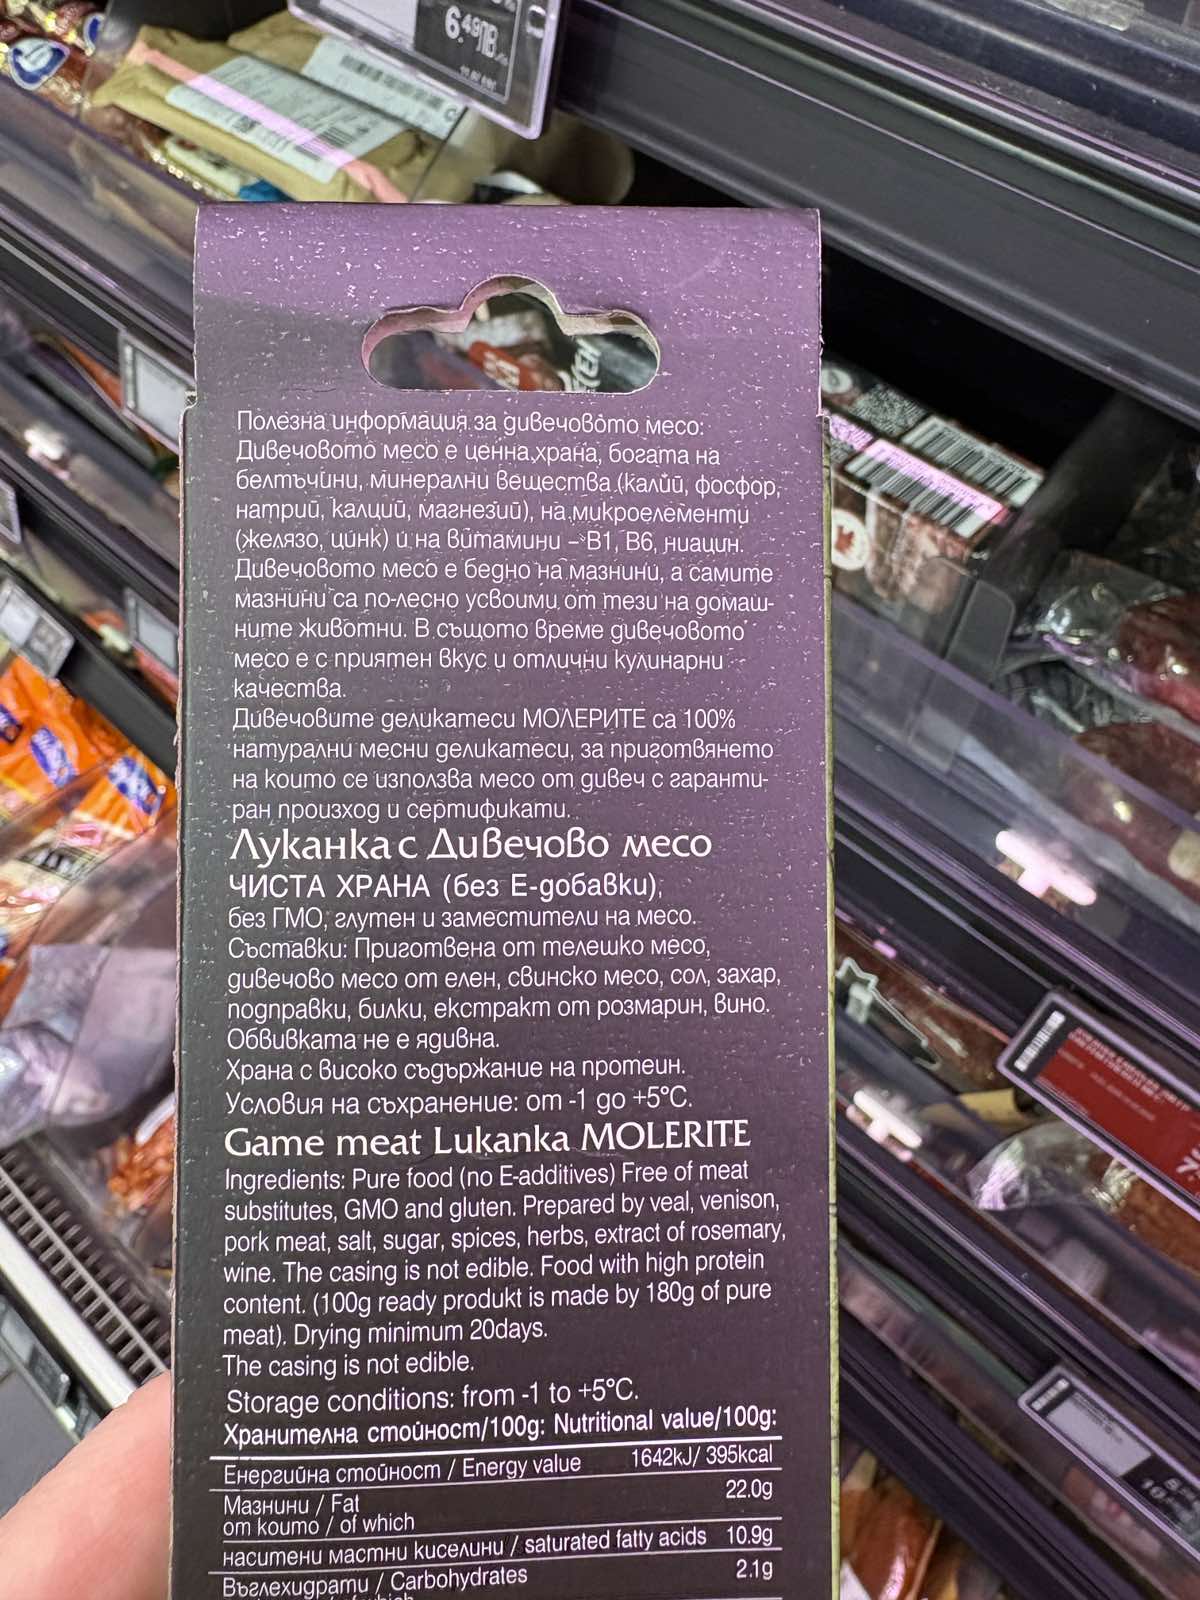 6.49ЛВ
Полезна информация за дивечовото месо:
Дивечовото месо е ценна храна, богата на
белтъчини, минерални вещества (калий, фосфор,
натрий, калций, магнезий), на микроелементи
(желязо, цинк) и на витамини – B1, B6, ниацин.
Дивечовото месо е бедно на мазнини, а самите
мазнини са по-лесно усвоими от тези на домаш-
ните животни. В същото време дивечовото
месо е с приятен вкус и отлични кулинарни
качества.
Дивечовите деликатеси МОЛЕРИТЕ са 100%
натурални месни деликатеси, за приготвянето
на които се използва месо от дивеч с гаранти-
ран произход и сертификати.
Луканка с Дивечово месо
ЧИСТА ХРАНА (без Е-добавки),
без ГМО, глутен и заместители на месо.
Съставки: Приготвена от телешко месо,
дивечово месо от елен, свинско месо, сол, захар,
подправки, билки, екстракт от розмарин, вино.
Обвивката не е ядивна.
Храна с високо съдържание на протеин.
Условия на съхранение: от -1 до +5°C.
Game meat Lukanka MOLERITE
Ingredients: Pure food (no E-additives) Free of meat
substitutes, GMO and gluten. Prepared by veal, venison,
pork meat, salt, sugar, spices, herbs, extract of rosemary,
wine. The casing is not edible. Food with high protein
content. (100g ready produkt is made by 180g of pure
meat). Drying minimum 20days.
The casing is not edible.
Storage conditions: from -1 to +5°C.
Хранителна стойност/100g: Nutritional value/100g:
Енергийна стойност / Energy value 1642kJ/ 395kcal
Мазнини / Fat 22.0g
от които / of which
наситени мастни киселини / saturated fatty acids 10.9g
Въглехидрати / Carbohydrates 2.1g